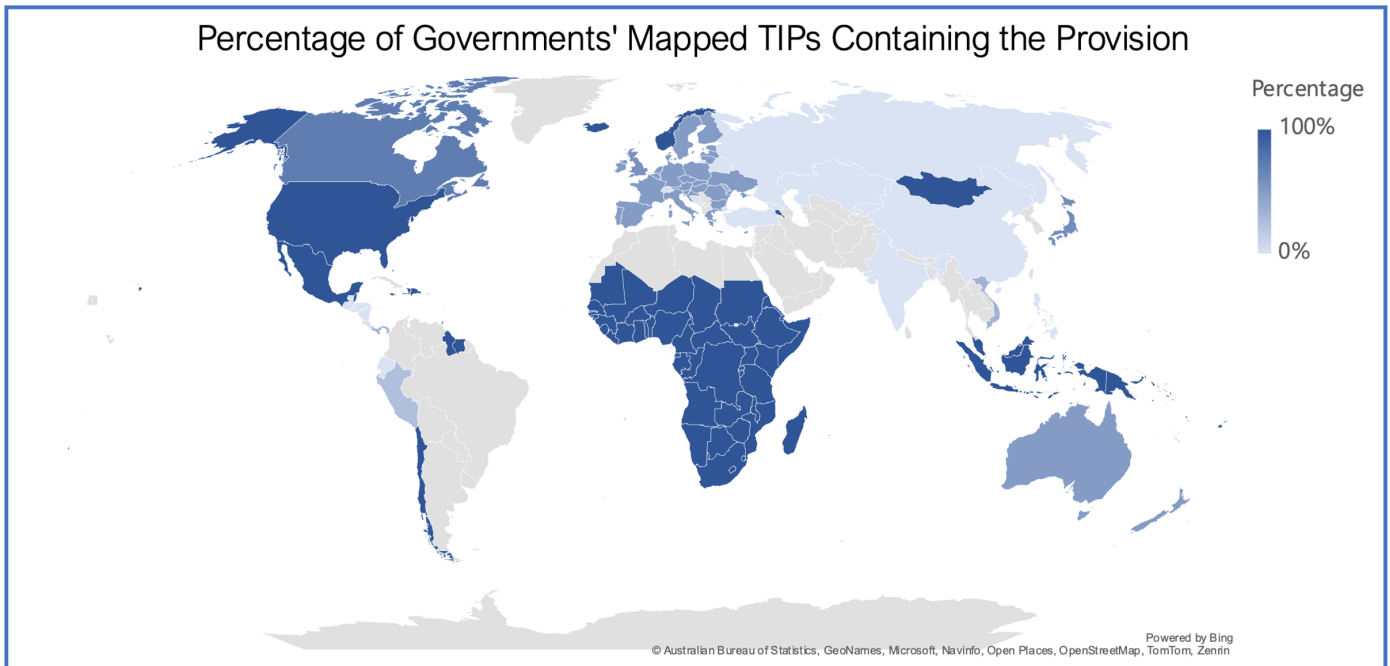 Percentage of Governments' Mapped TIPs Containing the Provision
Percentage
100%
0%
Powered by Bing
© Australian Bureau of Statistics, GeoNames, Microsoft, Navinfo, Open Places, OpenStreetMap, TomTom, Zenrin